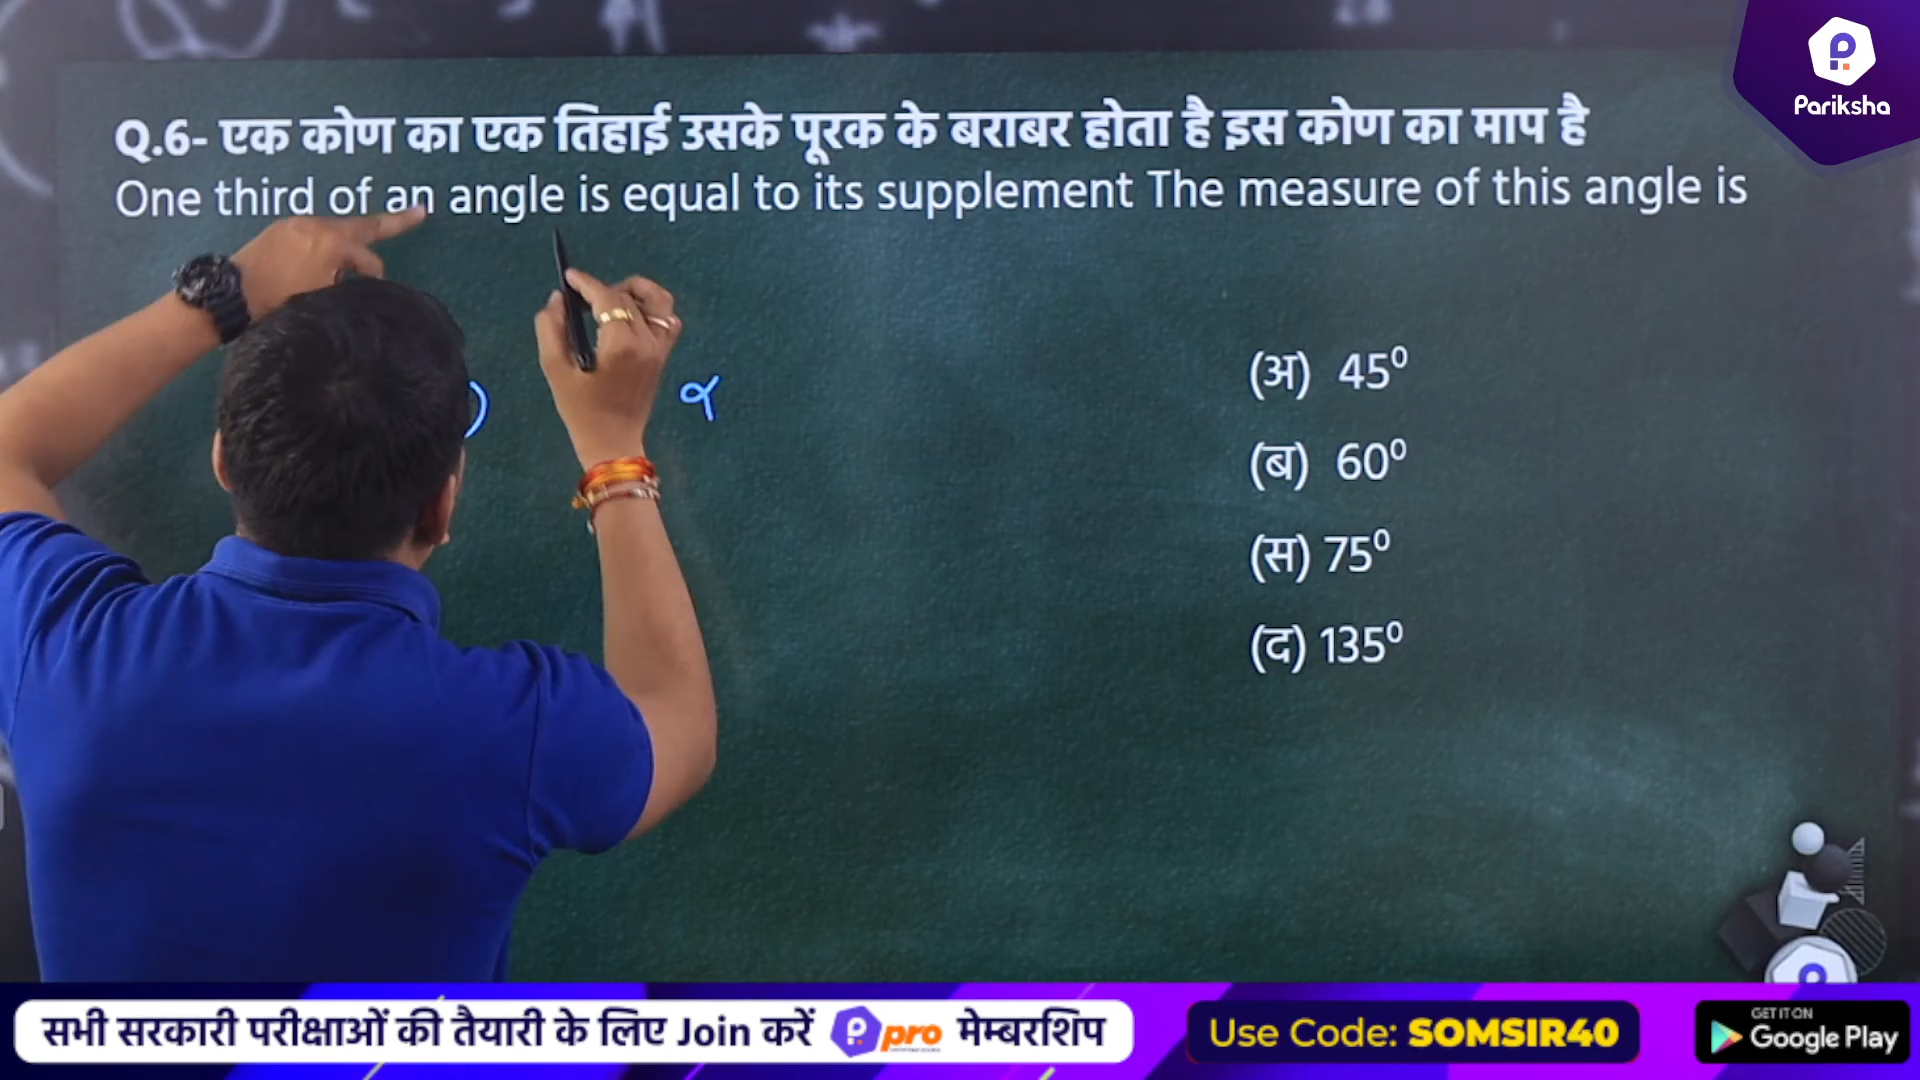 Pariksha
Q.6- एक कोण का एक तिहाई उसके पूरक के बराबर होता है इस कोण का माप है
One third of an angle is equal to its supplement The measure of this angle is
(अ) 45⁰
(ब) 60⁰
(स) 75⁰
(द) 135⁰
सभी सरकारी परीक्षाओं की तैयारी के लिए Join करें pro मेम्बरशिप
Use Code: SOMSIR40
GET IT ON
Google Play